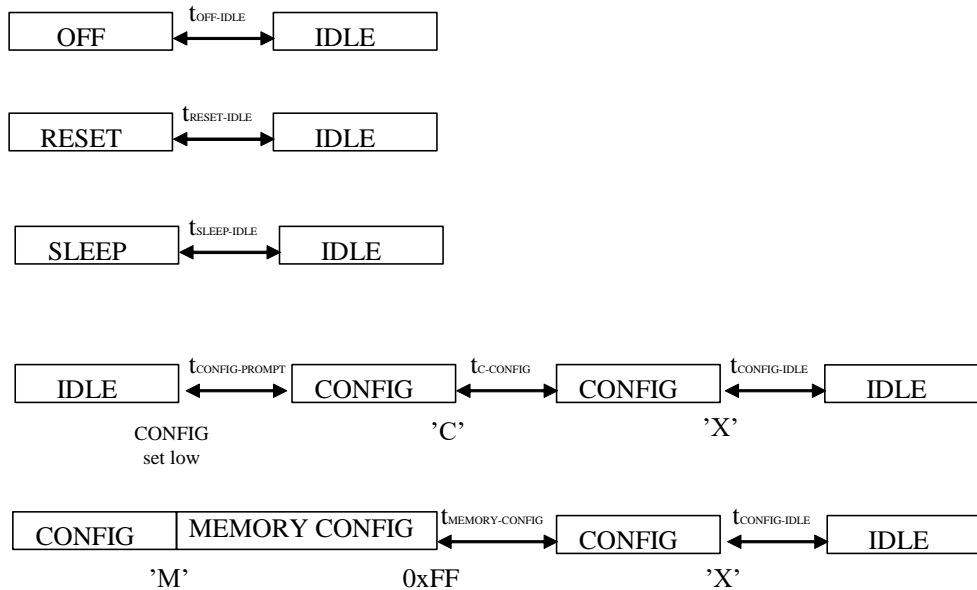 tOFF-IDLE
OFF IDLE
tRESET-IDLE
RESET IDLE
tSLEEP-IDLE
SLEEP IDLE
tCONFIG-PROMPT tC-CONFIG tCONFIG-IDLE
IDLE CONFIG CONFIG IDLE
CONFIG
set low
’C’ ’X’
tMEMORY-CONFIG tCONFIG-IDLE
CONFIG MEMORY CONFIG CONFIG IDLE
’M’ 0xFF ’X’